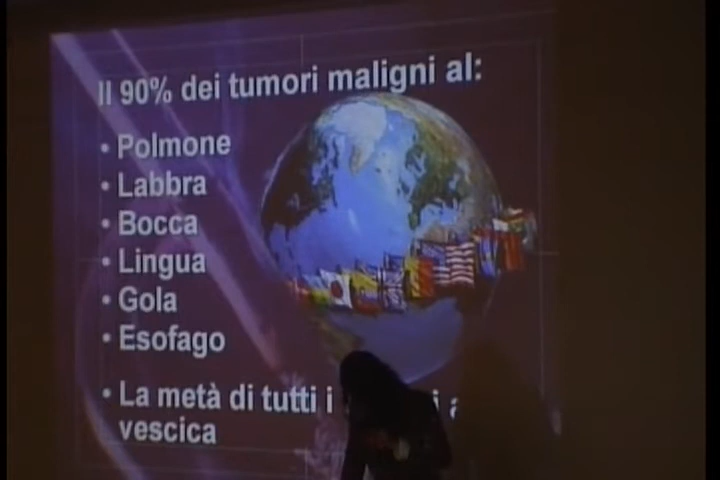 Il 90% dei tumori maligni al:
• Polmone
• Labbra
• Bocca
• Lingua
• Gola
• Esofago
• La metà di tutti i
vescica